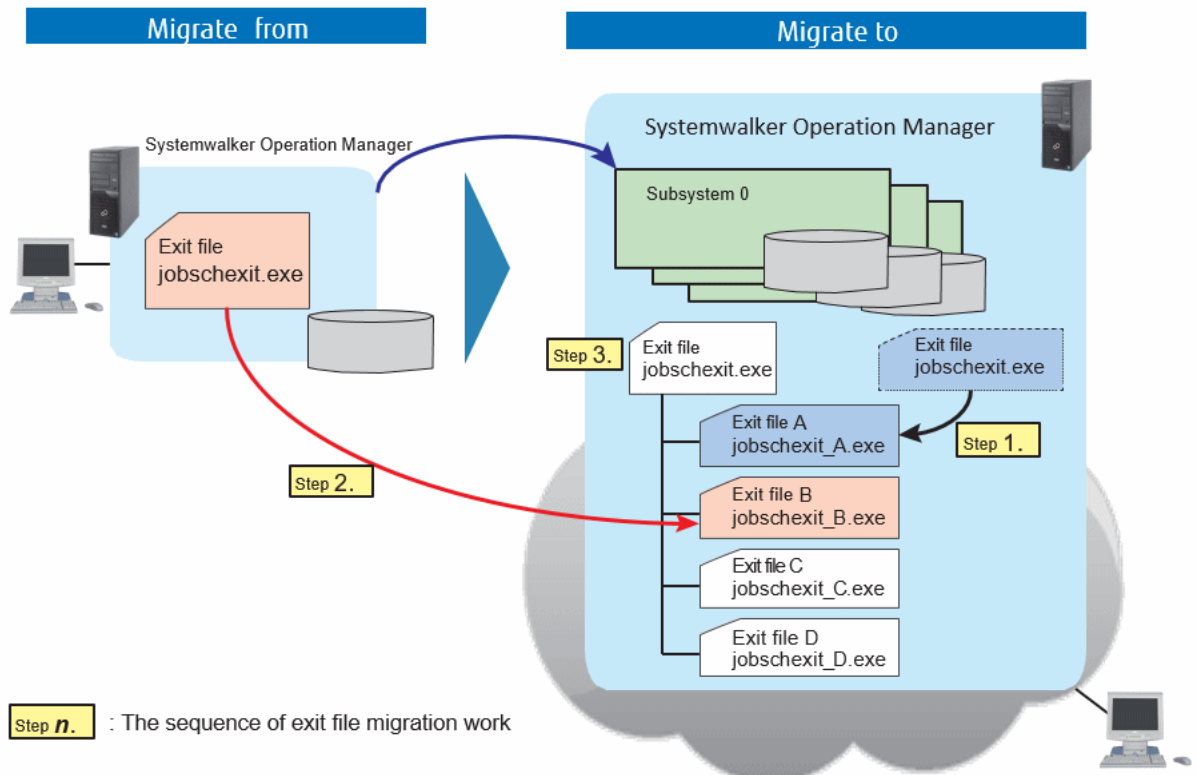 Migrate from
Migrate to
Systemwalker Operation Manager
Exit file
jobschexit.exe
Systemwalker Operation Manager
Subsystem 0
Step 3.
Exit file
jobschexit.exe
Exit file
jobschexit.exe
Step 1.
Exit file A
jobschexit_A.exe
Step 2.
Exit file B
jobschexit_B.exe
Exit file C
jobschexit_C.exe
Exit file D
jobschexit_D.exe
Step n. : The sequence of exit file migration work